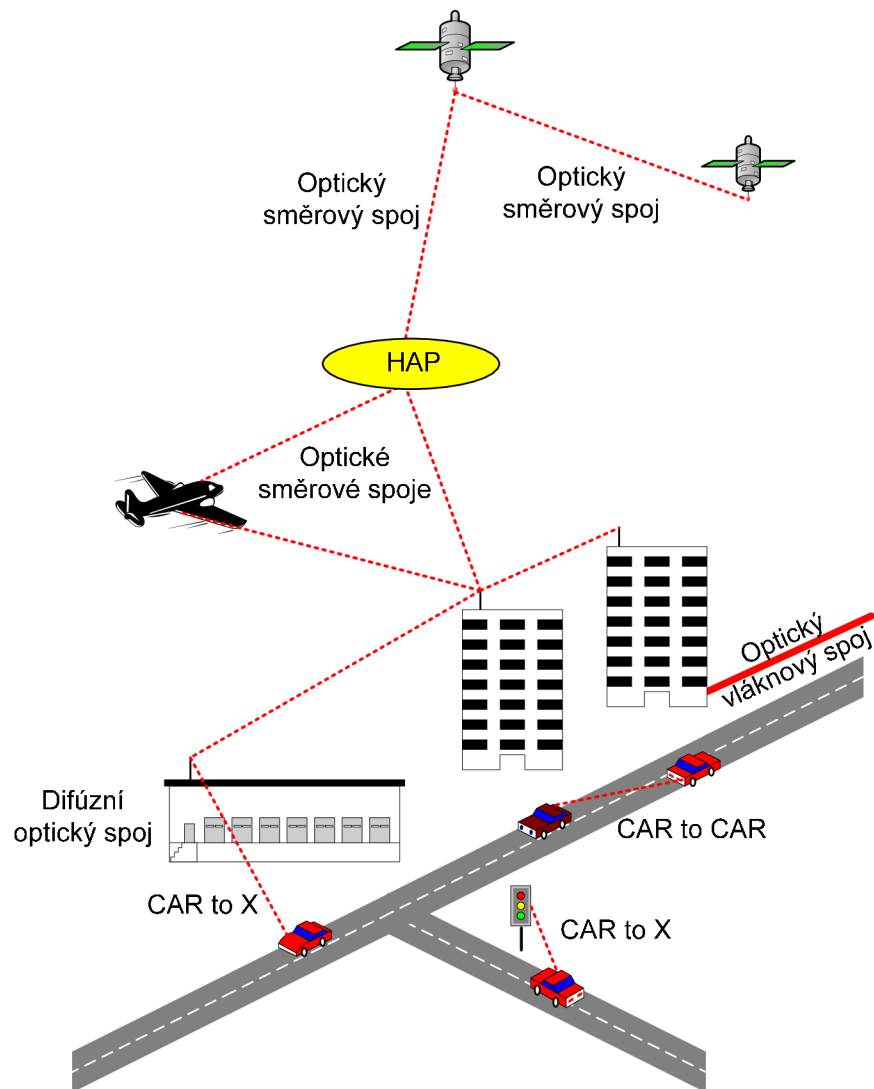 Optický
směrový spoj
Optický
směrový spoj
HAP
Optické
směrové spoje
Optický
vláknový spoj
Difúzní
optický spoj
CAR to CAR
CAR to X
CAR to X